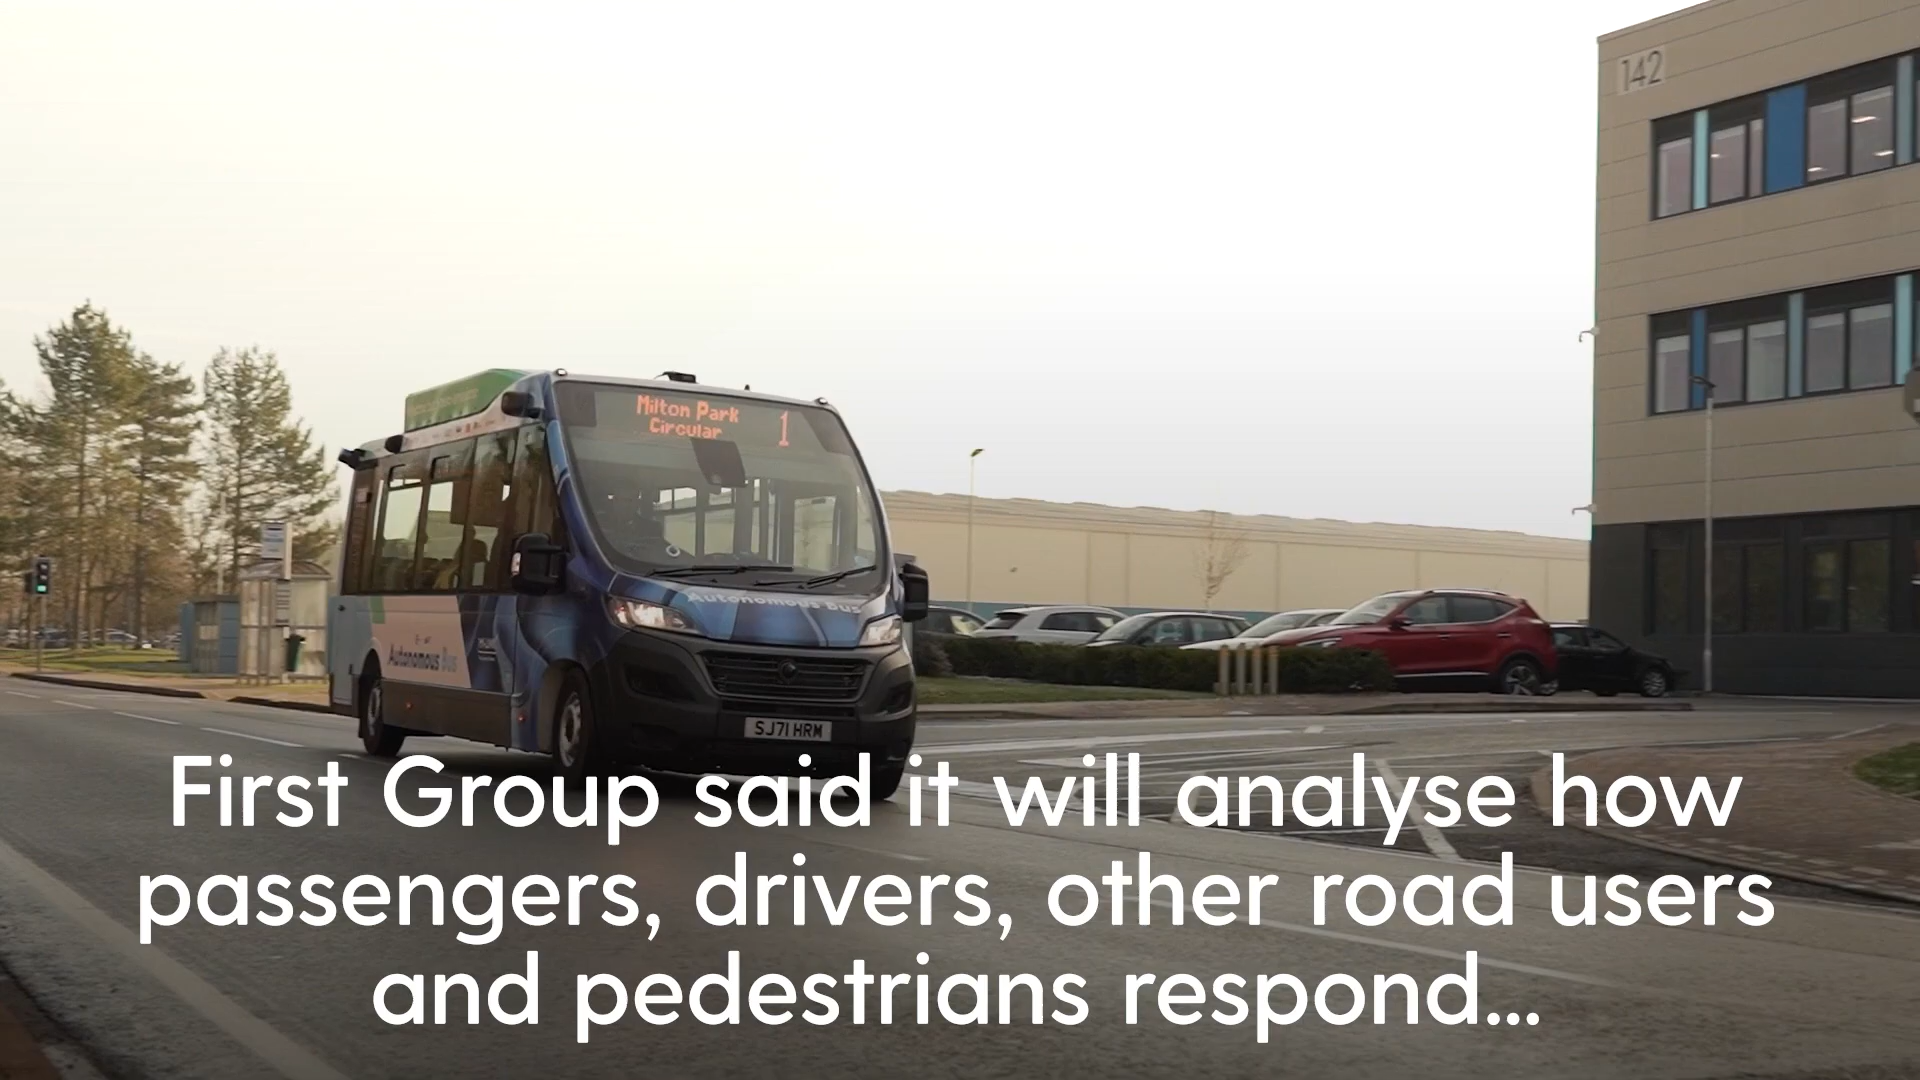 142
Milton Park
Circular
1
Autonomous Bus
Autonomous Bus
SJ71 HRM
First Group said it will analyse how
passengers, drivers, other road users
and pedestrians respond...